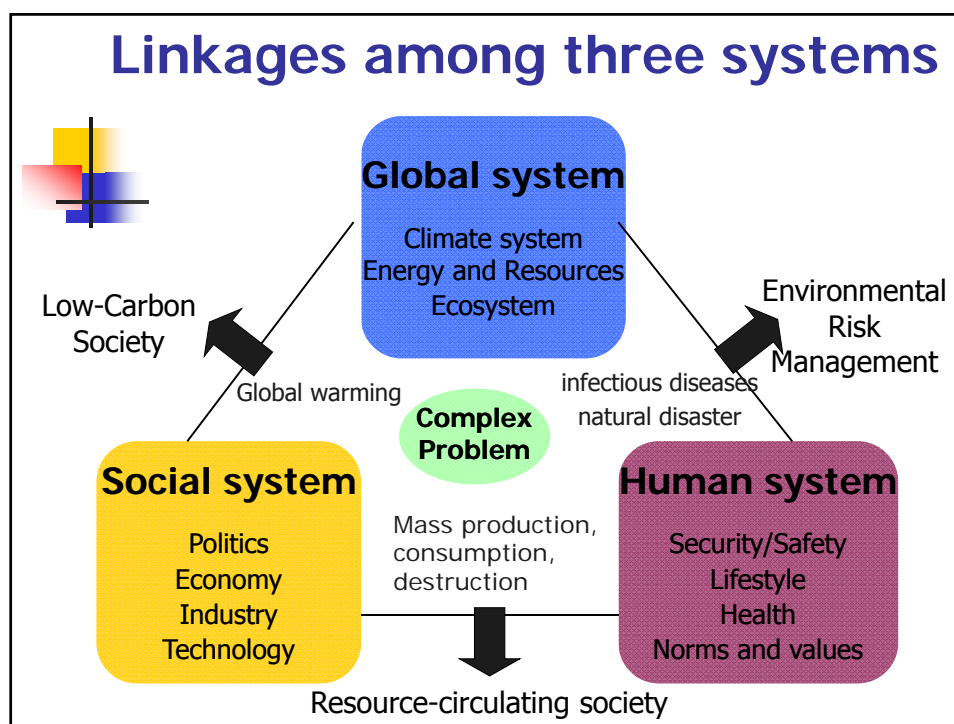 Linkages among three systems
Global system
Climate system
Energy and Resources
Ecosystem
Low-Carbon
Society
Environmental
Risk
Management
Global warming
infectious diseases
natural disaster
Complex
Problem
Social system
Politics
Economy
Industry
Technology
Mass production,
consumption,
destruction
Human system
Security/Safety
Lifestyle
Health
Norms and values
Resource-circulating society